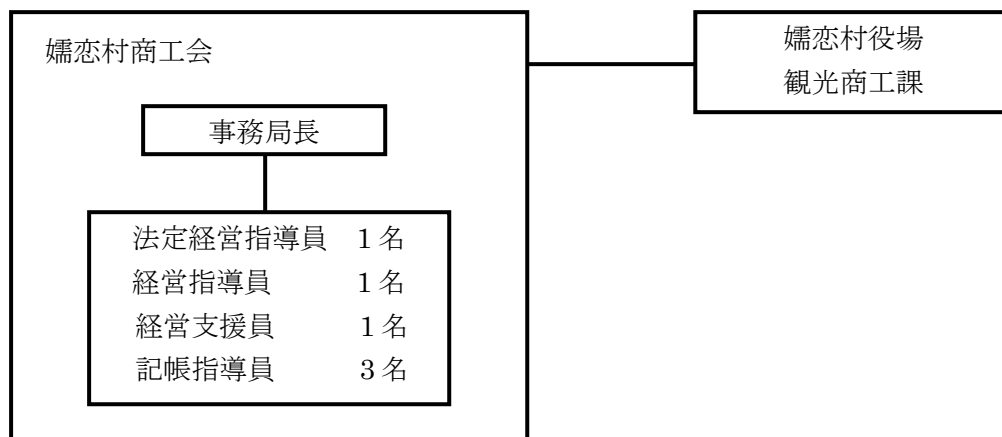 嬬恋村商工会
嬬恋村役場
観光商工課
事務局長
法定経営指導員 1名
経営指導員 1名
経営支援員 1名
記帳指導員 3名